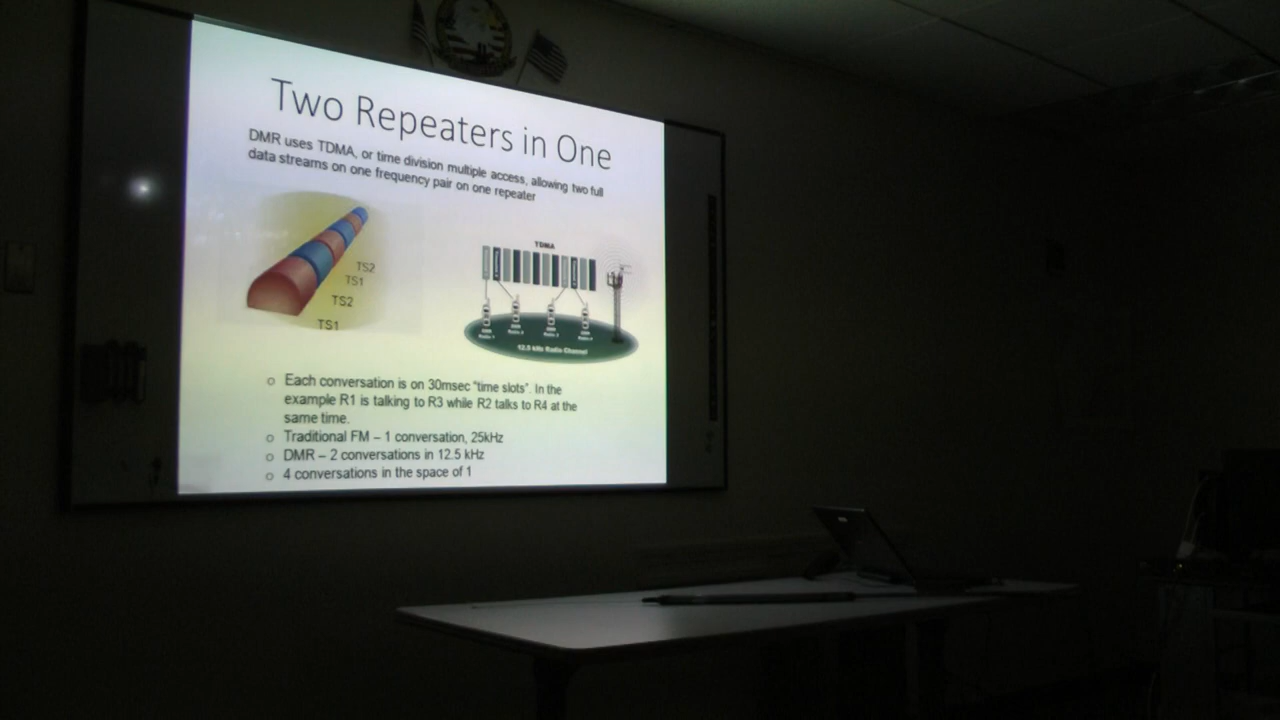 Two Repeaters in One
DMR uses TDMA, or time division multiple access, allowing two full
data streams on one frequency pair on one repeater
TS2
TS1
TS2
TS1
TDMA
12.5 kHz Radio Channel
Each conversation is on 30msec "time slots". In the
example R1 is talking to R3 while R2 talks to R4 at the
same time.
Traditional FM – 1 conversation, 25kHz
DMR – 2 conversations in 12.5 kHz
4 conversations in the space of 1